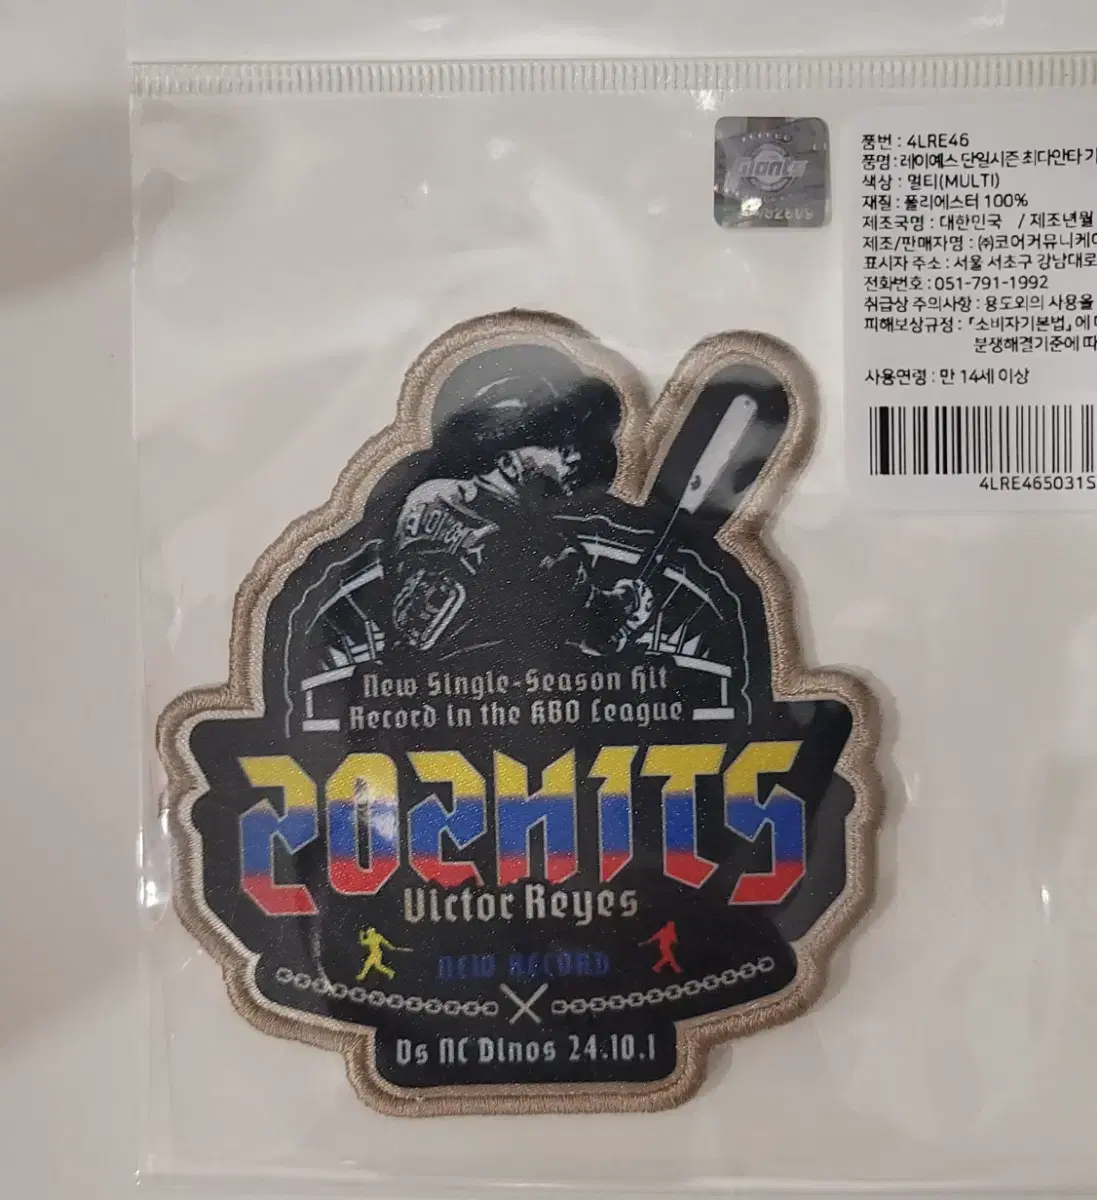 Giants
품번 : 4LRE46
품명 : 레이예스 단일시즌 최다안타 기
색상 : 멀티(MULTI)
재질 : 폴리에스터 100%
제조국명 : 대한민국 / 제조년월
제조/판매자명 : ㈜코어커뮤니케이
표시자 주소 : 서울 서초구 강남대로
전화번호 : 051-791-1992
취급상 주의사항 : 용도외의 사용을
피해보상규정 : 「소비자기본법」에
분쟁해결기준에 따
사용연령 : 만 14세 이상
4LRE465031S
레이예스
New Single-Season Hit
Record in the KBO League
202HITS
Victor Reyes
NEW RECORD
Vs NC Dinos 24.10.1